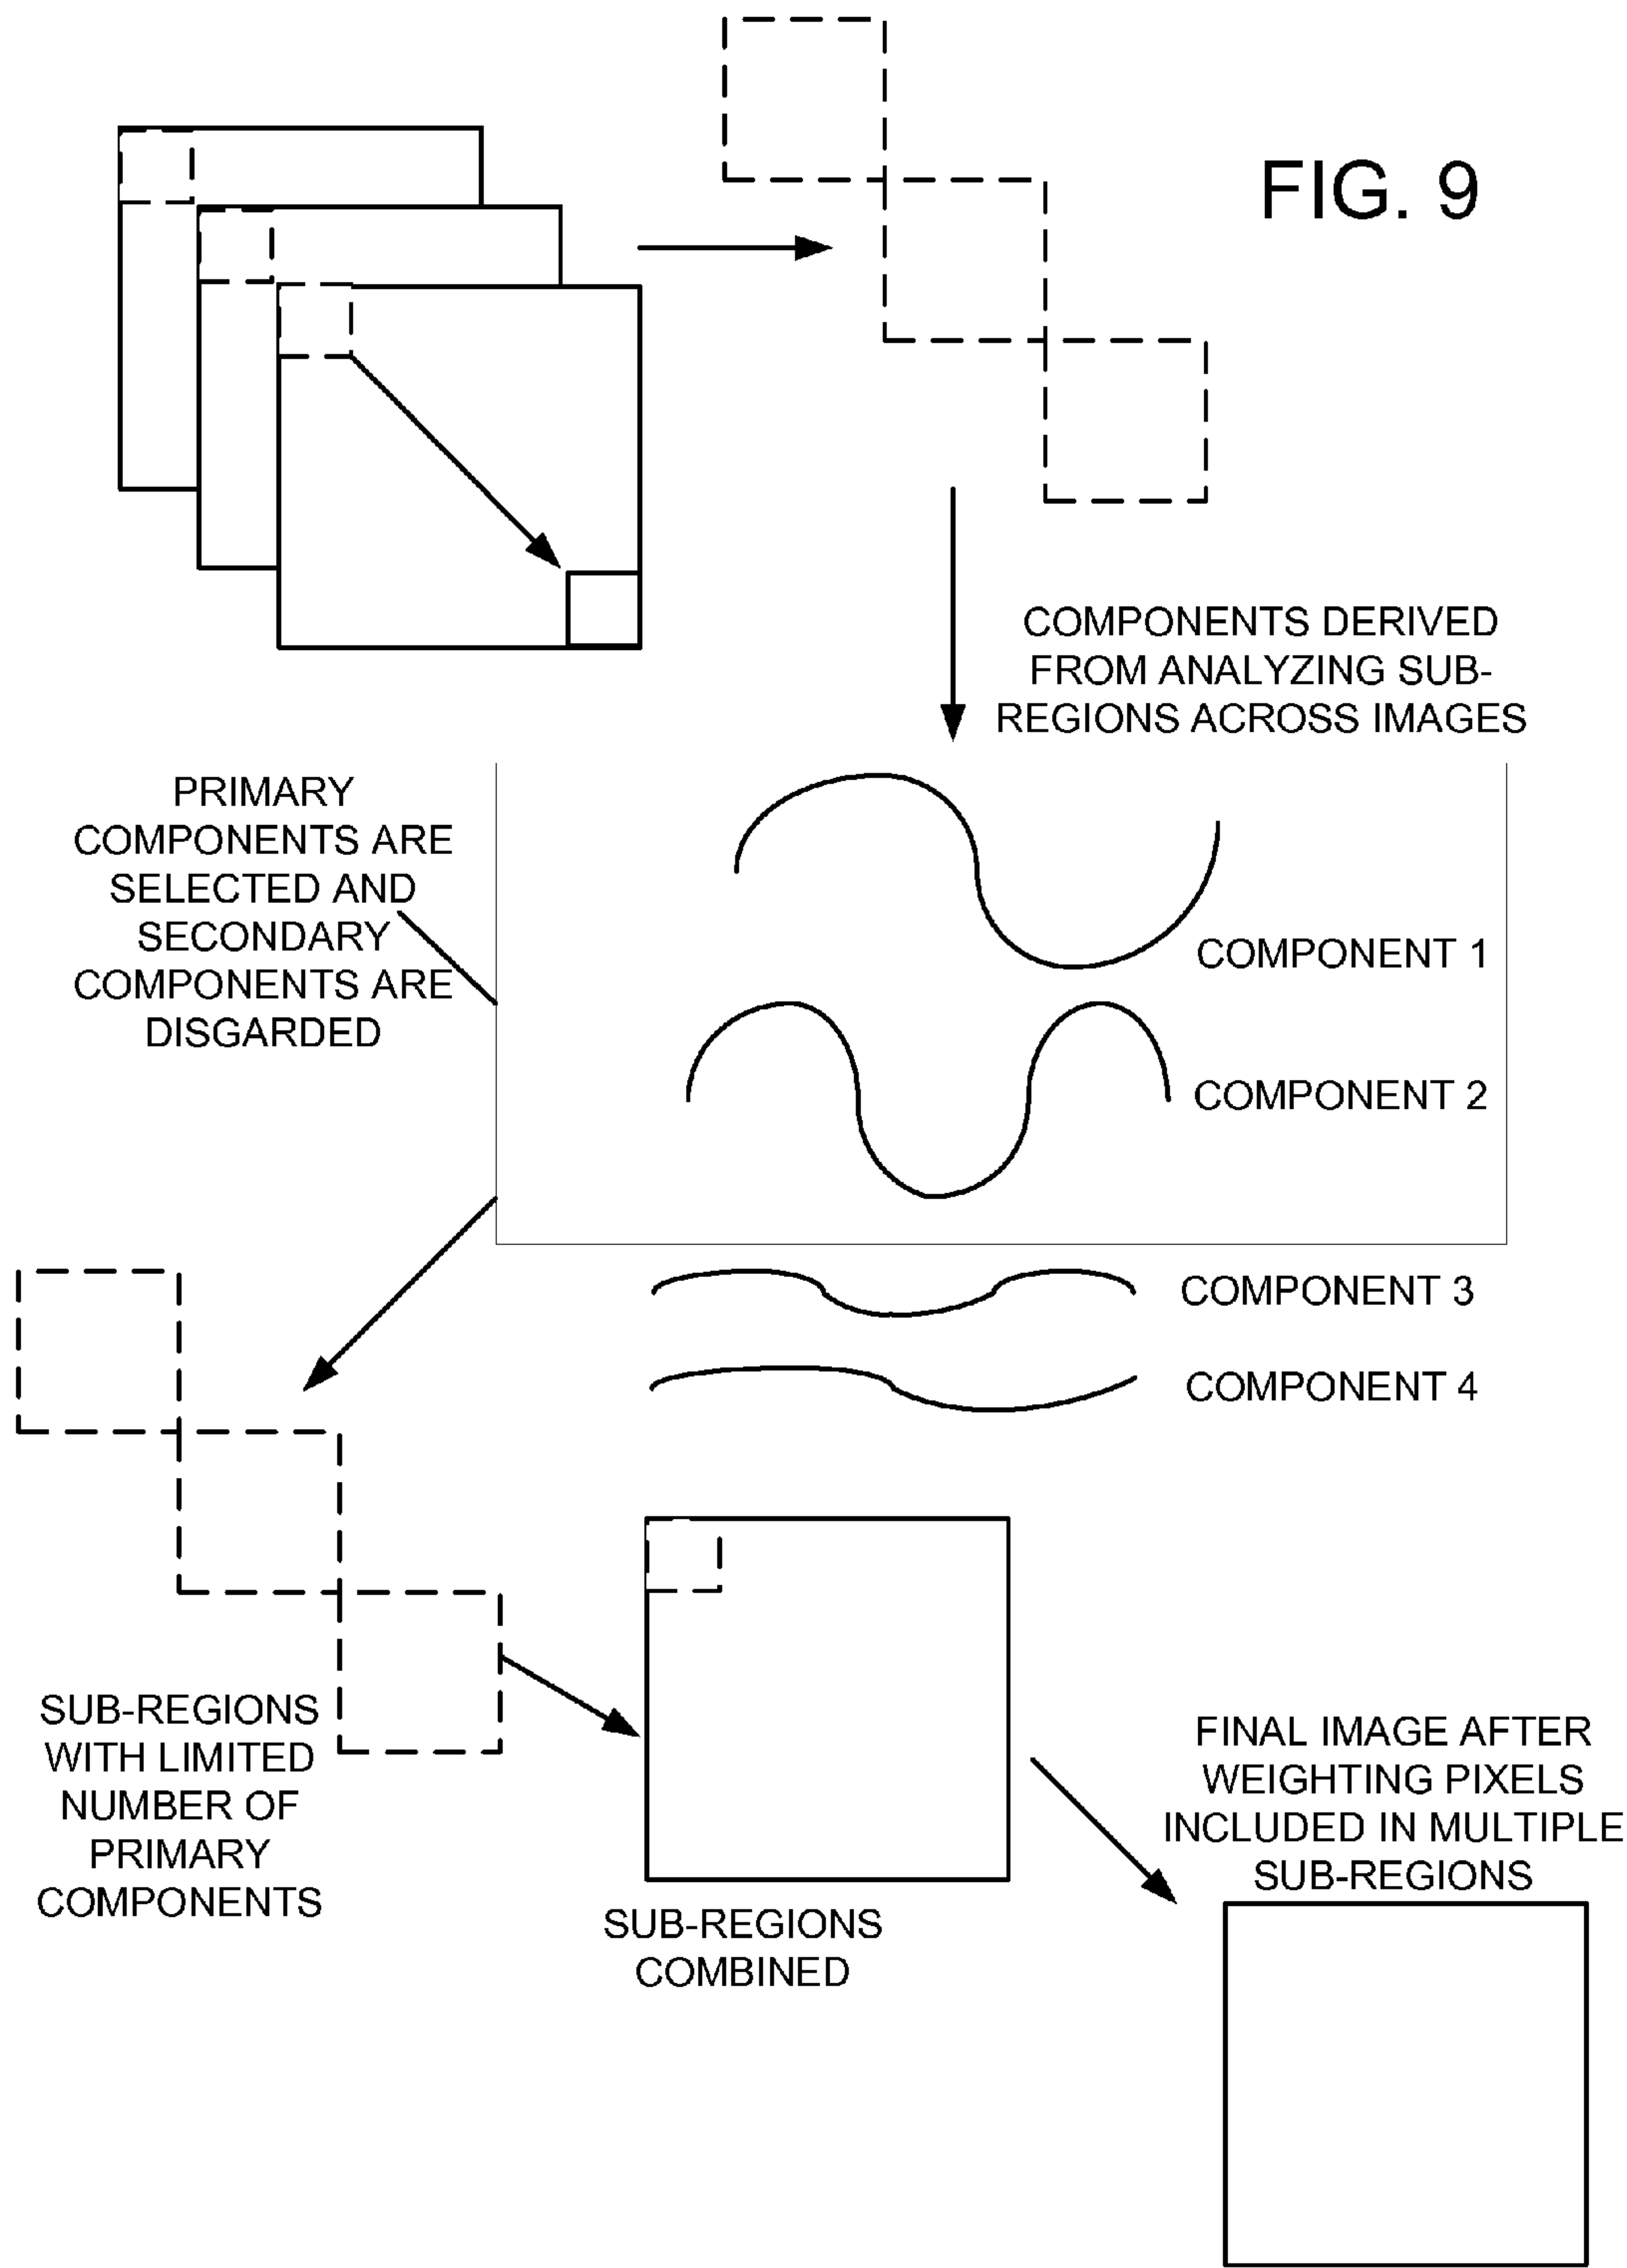 FIG. 9
COMPONENTS DERIVED
FROM ANALYZING SUB-
REGIONS ACROSS IMAGES
PRIMARY
COMPONENTS ARE
SELECTED AND
SECONDARY
COMPONENTS ARE
DISGARDED
COMPONENT 1
COMPONENT 2
COMPONENT 3
COMPONENT 4
SUB-REGIONS
WITH LIMITED
NUMBER OF
PRIMARY
COMPONENTS
SUB-REGIONS
COMBINED
FINAL IMAGE AFTER
WEIGHTING PIXELS
INCLUDED IN MULTIPLE
SUB-REGIONS